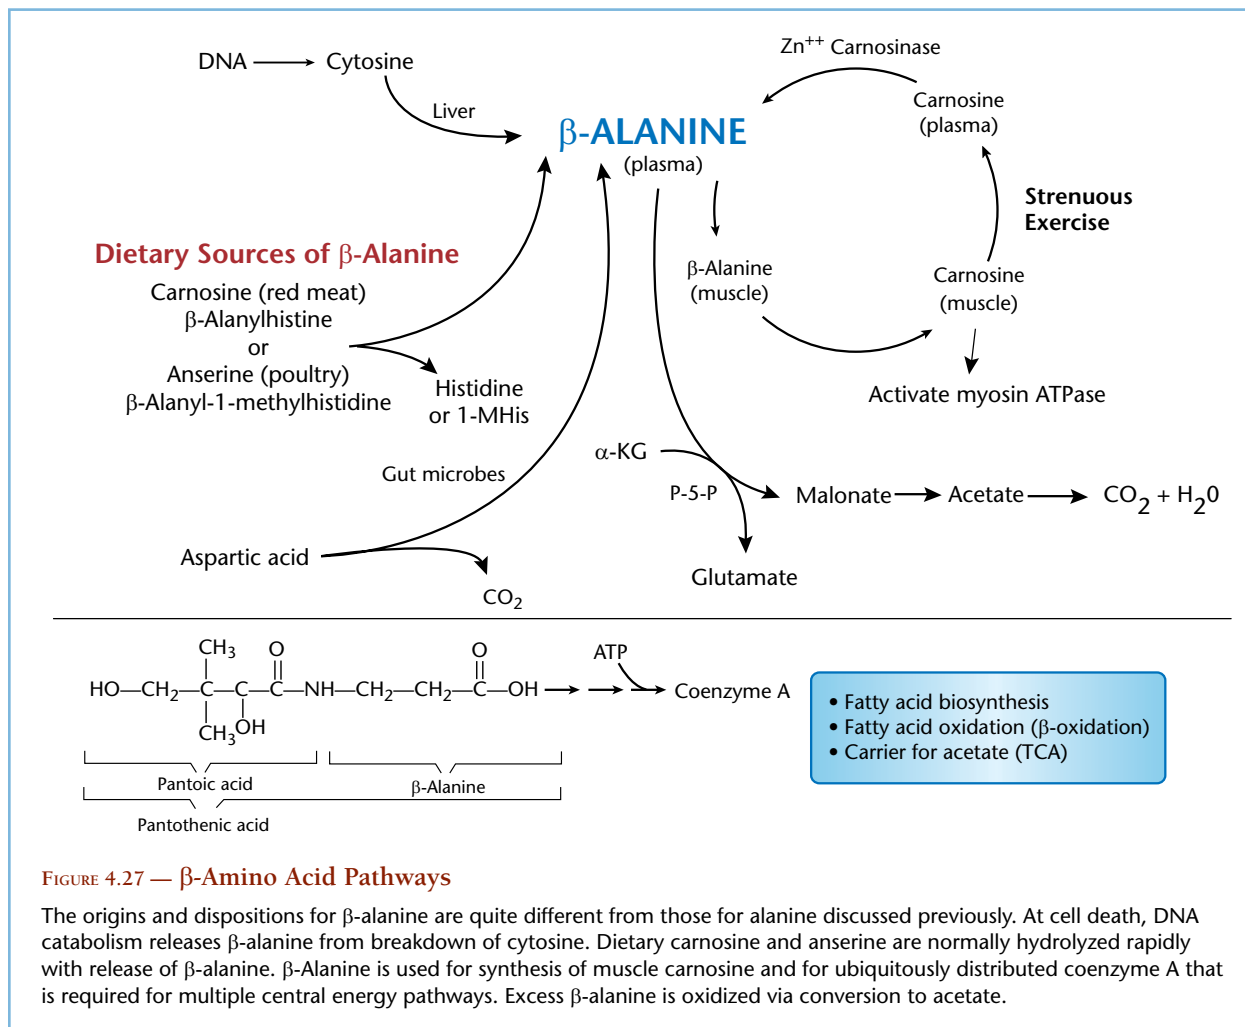 DNA
Cytosine
Liver
β-ALANINE
(plasma)
Zn++ Carnosinase
Carnosine
(plasma)
Strenuous
Exercise
Carnosine
(muscle)
β-Alanine
(muscle)
Activate myosin ATPase
Dietary Sources of β-Alanine
Carnosine (red meat)
β-Alanylhistine
or
Anserine (poultry)
β-Alanyl-1-methylhistidine
Histidine
or 1-MHis
Gut microbes
Aspartic acid
CO2
α-KG
P-5-P
Malonate
Acetate
CO2 + H20
Glutamate
CH3
O
O
HO—CH2—C—C—C—NH—CH2—CH2—C—OH
CH3
OH
ATP
Coenzyme A
• Fatty acid biosynthesis
• Fatty acid oxidation (β-oxidation)
• Carrier for acetate (TCA)
Pantoic acid
β-Alanine
Pantothenic acid
Figure 4.27 — β-Amino Acid Pathways
The origins and dispositions for β-alanine are quite different from those for alanine discussed previously. At cell death, DNA
catabolism releases β-alanine from breakdown of cytosine. Dietary carnosine and anserine are normally hydrolyzed rapidly
with release of β-alanine. β-Alanine is used for synthesis of muscle carnosine and for ubiquitously distributed coenzyme A that
is required for multiple central energy pathways. Excess β-alanine is oxidized via conversion to acetate.